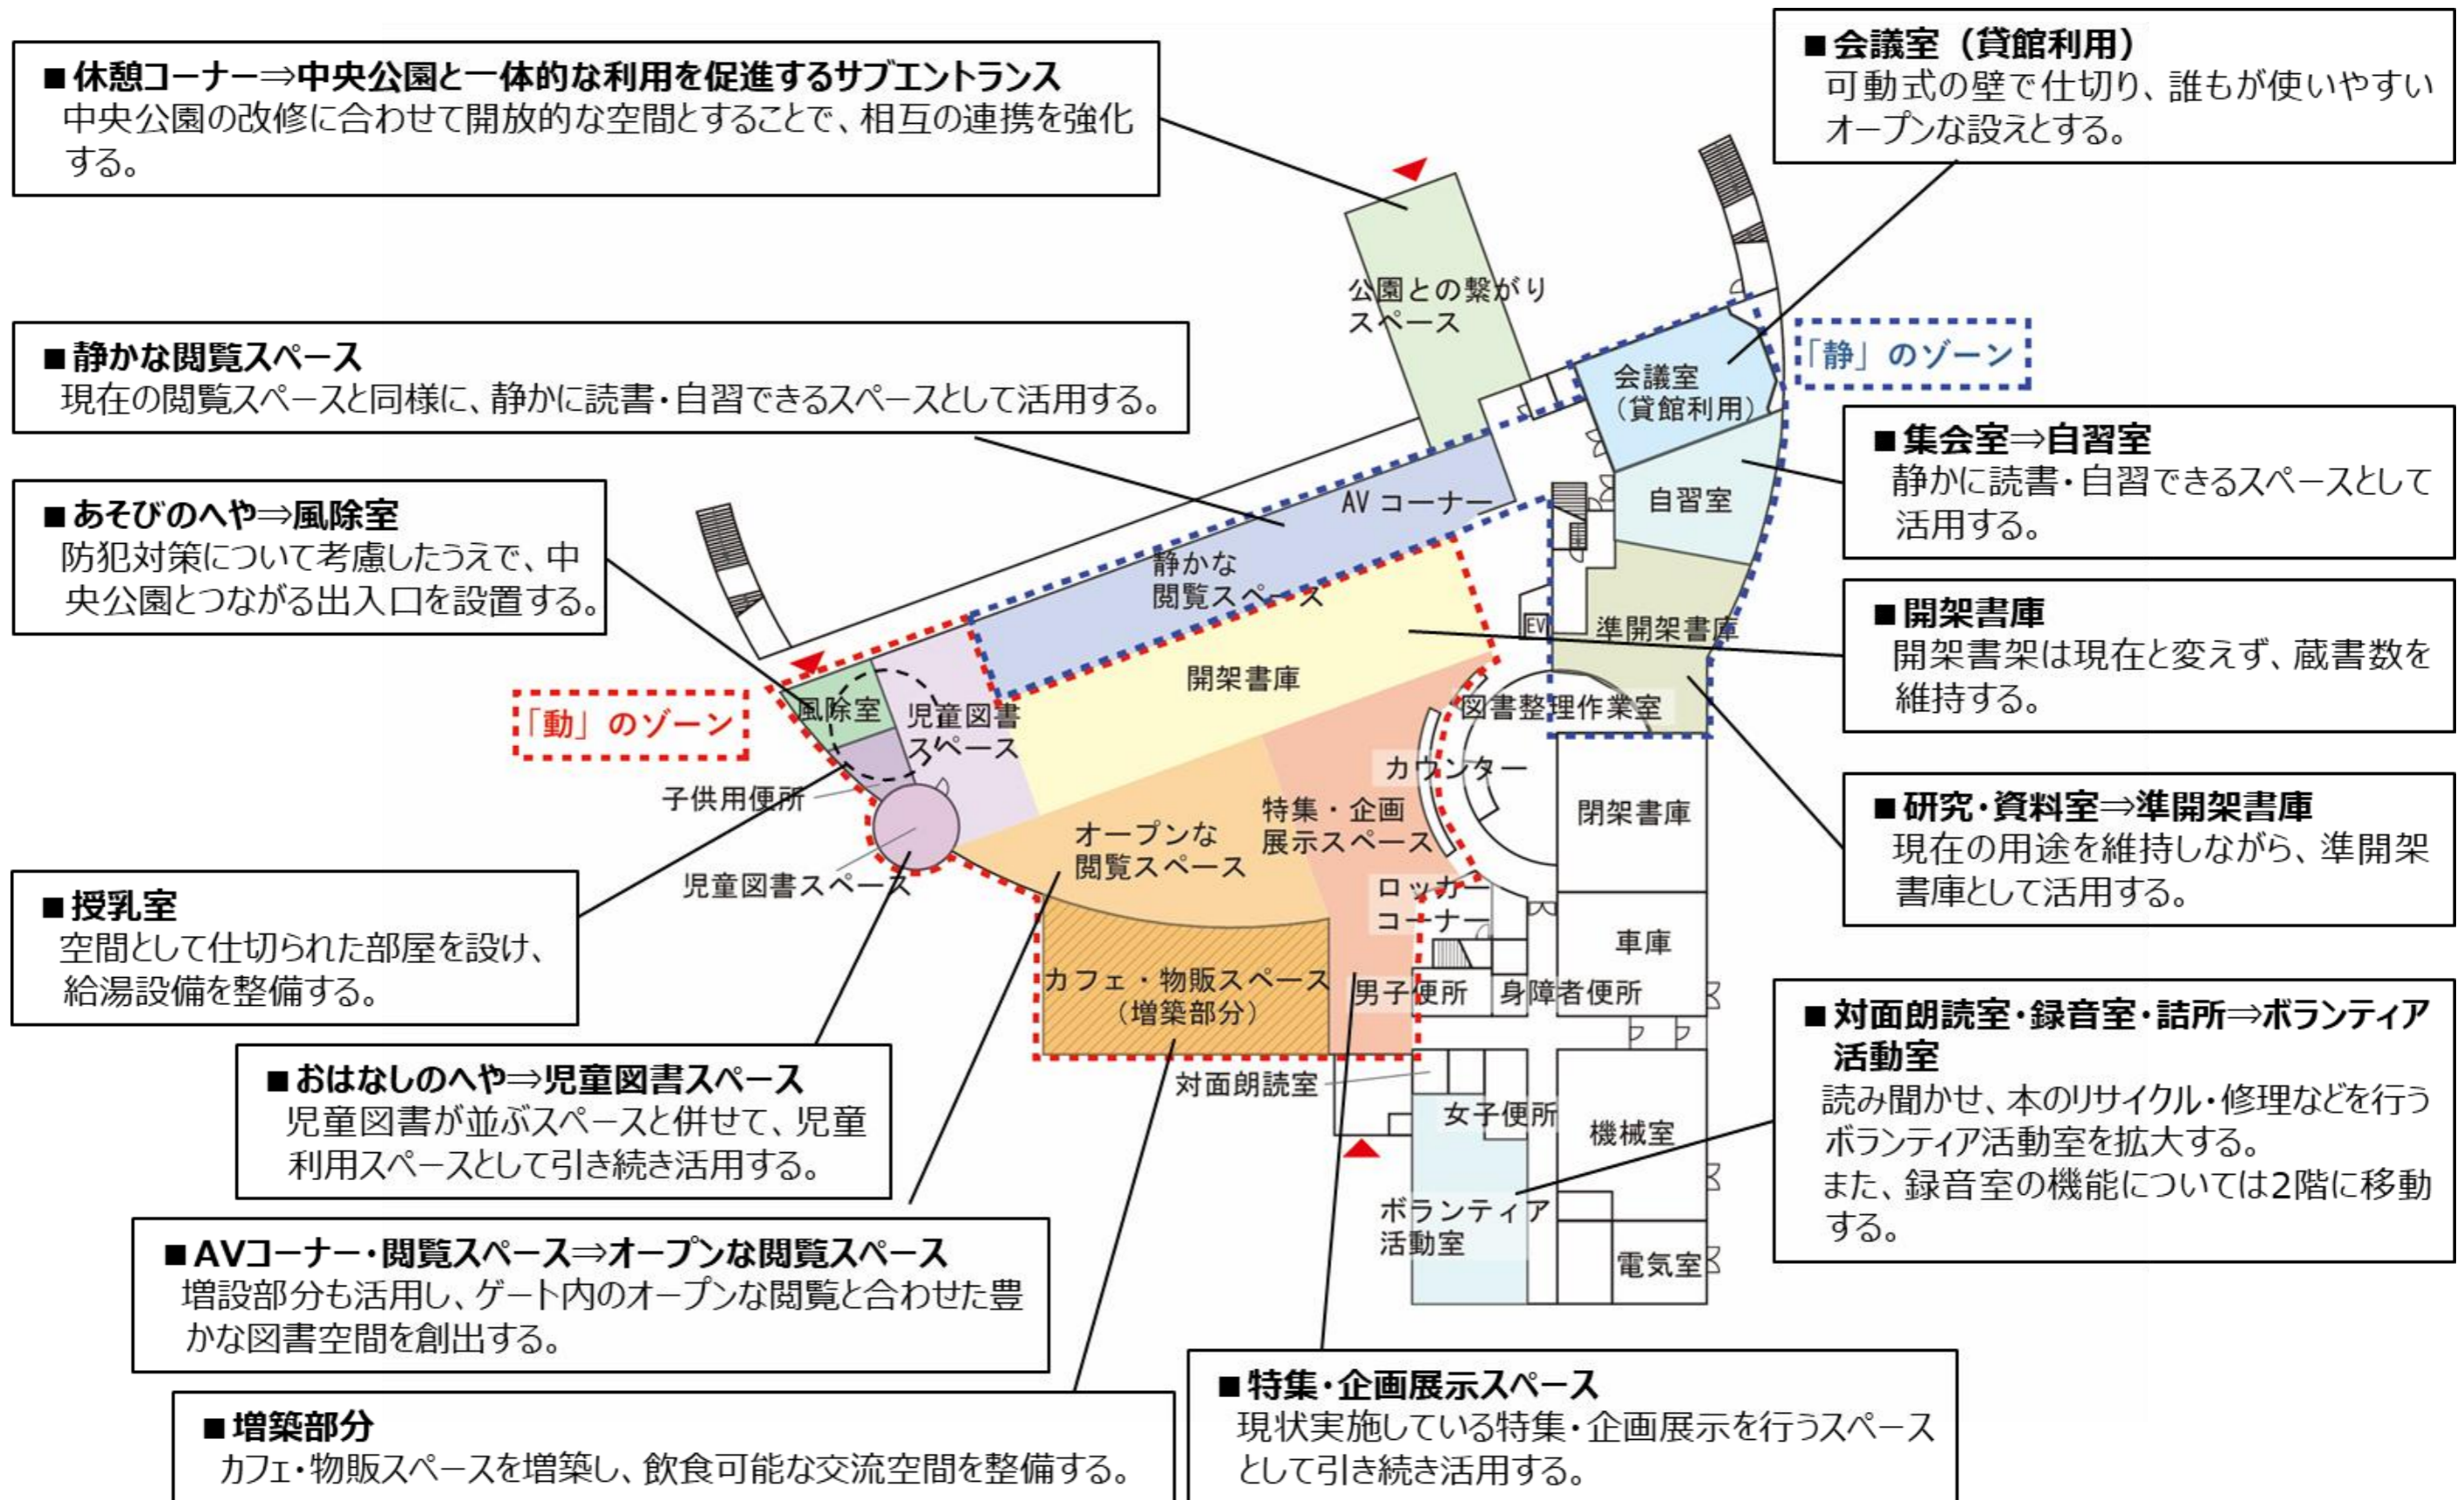 ■休憩コーナー⇒中央公園と一体的な利用を促進するサブエントランス
中央公園の改修に合わせて開放的な空間とすることで、相互の連携を強化
する。
■会議室（貸館利用）
可動式の壁で仕切り、誰もが使いやすい
オープンな設えとする。
■静かな閲覧スペース
現在の閲覧スペースと同様に、静かに読書・自習できるスペースとして活用する。
■あそびのへや⇒風除室
防犯対策について考慮したうえで、中
央公園とつながる出入口を設置する。
■授乳室
空間として仕切られた部屋を設け、
給湯設備を整備する。
■おはなしのへや⇒児童図書スペース
児童図書が並ぶスペースと併せて、児童
利用スペースとして引き続き活用する。
■AVコーナー・閲覧スペース⇒オープンな閲覧スペース
増設部分も活用し、ゲート内のオープンな閲覧と合わせた豊
かな図書空間を創出する。
■増築部分
カフェ・物販スペースを増築し、飲食可能な交流空間を整備する。
■特集・企画展示スペース
現状実施している特集・企画展示を行うスペース
として引き続き活用する。
■集会室⇒自習室
静かに読書・自習できるスペースとして
活用する。
■開架書庫
開架書架は現在と変えず、蔵書数を
維持する。
■研究・資料室⇒準開架書庫
現在の用途を維持しながら、準開架
書庫として活用する。
■対面朗読室・録音室・詰所⇒ボランティア
活動室
読み聞かせ、本のリサイクル・修理などを行う
ボランティア活動室を拡大する。
また、録音室の機能については2階に移動
する。
公園との繋がり
スペース
「静」のゾーン
会議室
（貸館利用）
自習室
AV コーナー
静かな
閲覧スペース
EV
準開架書庫
開架書庫
図書整理作業室
「動」のゾーン
風除室
児童図書
スペース
子供用便所
児童図書スペース
カウンター
特集・企画
展示スペース
オープンな
閲覧スペース
閉架書庫
ロッカー
コーナー
車庫
カフェ・物販スペース
（増築部分）
男子便所
身障者便所
対面朗読室
女子便所
機械室
ボランティア
活動室
電気室